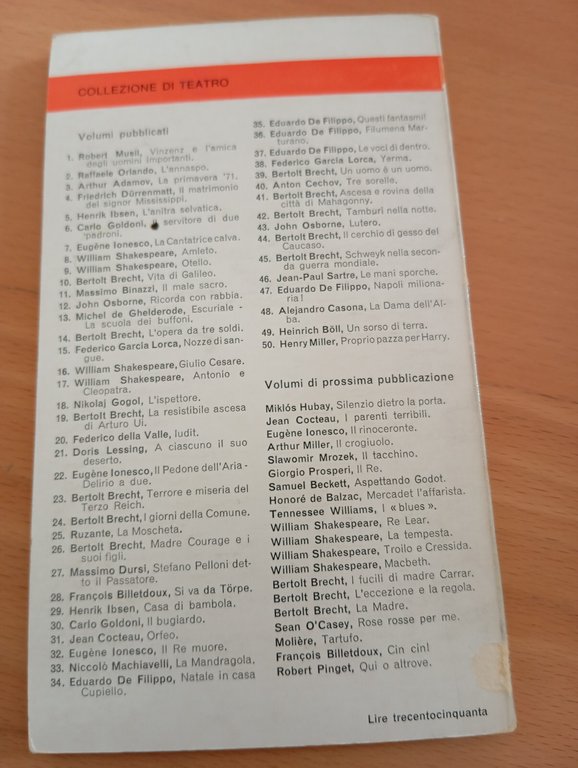 COLLEZIONE DI TEATRO
Volumi pubblicati
1. Robert Musil, Vinzenz e l'amica
degli uomini importanti.
2. Raffaele Orlando, L'annaspo.
3. Arthur Adamov, La primavera '71.
4. Friedrich Dürrenmatt, Il matrimonio
del signor Mississippi.
5. Henrik Ibsen, L'anitra selvatica.
6. Carlo Goldoni, servitore di due
padroni.
7. Eugène Ionesco, La Cantatrice calva.
8. William Shakespeare, Amleto.
9. William Shakespeare, Otello.
10. Bertolt Brecht, Vita di Galileo.
11. Massimo Binazzi, Il male sacro.
12. John Osborne, Ricorda con rabbia.
13. Michel de Ghelderode, Escuriale -
La scuola dei buffoni.
14. Bertolt Brecht, L'opera da tre soldi.
15. Federico García Lorca, Nozze di san-
gue.
16. William Shakespeare, Giulio Cesare.
17. William Shakespeare, Antonio e
Cleopatra.
18. Nikolaj Gogol, L'ispettore.
19. Bertolt Brecht, La resistibile ascesa
di Arturo Ui.
20. Federico della Valle, Iudit.
21. Doris Lessing, A ciascuno il suo
deserto.
22. Eugène Ionesco, Il Pedone dell'Aria -
Delirio a due.
23. Bertolt Brecht, Terrore e miseria del
Terzo Reich.
24. Bertolt Brecht, I giorni della Comune.
25. Ruzante, La Moscheta.
26. Bertolt Brecht, Madre Courage e i
suoi figli.
27. Massimo Dursi, Stefano Pelloni det-
to il Passatore.
28. François Billetdoux, Si va da Törpe.
29. Henrik Ibsen, Casa di bambola.
30. Carlo Goldoni, Il bugiardo.
31. Jean Cocteau, Orfeo.
32. Eugène Ionesco, Il Re muore.
33. Niccolò Machiavelli, La Mandragola.
34. Eduardo De Filippo, Natale in casa
Cupiello.
35. Eduardo De Filippo, Questi fantasmi!
36. Eduardo De Filippo, Filumena Mar-
turano.
37. Eduardo De Filippo, Le voci di dentro.
38. Federico García Lorca, Yerma.
39. Bertolt Brecht, Un uomo è un uomo.
40. Anton Cechov, Tre sorelle.
41. Bertolt Brecht, Ascesa e rovina della
città di Mahagonny.
42. Bertolt Brecht, Tamburi nella notte.
43. John Osborne, Lutero.
44. Bertolt Brecht, Il cerchio di gesso del
Caucaso.
45. Bertolt Brecht, Schweyk nella secon-
da guerra mondiale.
46. Jean-Paul Sartre, Le mani sporche.
47. Eduardo De Filippo, Napoli miliona-
ria!
48. Alejandro Casona, La Dama dell'Al-
ba.
49. Heinrich Böll, Un sorso di terra.
50. Henry Miller, Proprio pazza per Harry.
Volumi di prossima pubblicazione
Miklós Hubay, Silenzio dietro la porta.
Jean Cocteau, I parenti terribili.
Eugène Ionesco, Il rinoceronte.
Arthur Miller, Il crogiuolo.
Slawomir Mrozek, Il tacchino.
Giorgio Prosperi, Il Re.
Samuel Beckett, Aspettando Godot.
Honoré de Balzac, Mercadet l'affarista.
Tennessee Williams, I « blues ».
William Shakespeare, Re Lear.
William Shakespeare, La tempesta.
William Shakespeare, Troilo e Cressida.
William Shakespeare, Macbeth.
Bertolt Brecht, I fucili di madre Carrar.
Bertolt Brecht, L'eccezione e la regola.
Bertolt Brecht, La Madre.
Sean O'Casey, Rose rosse per me.
Molière, Tartufo.
François Billetdoux, Cin cin!
Robert Pinget, Qui o altrove.
Lire trecentocinquanta